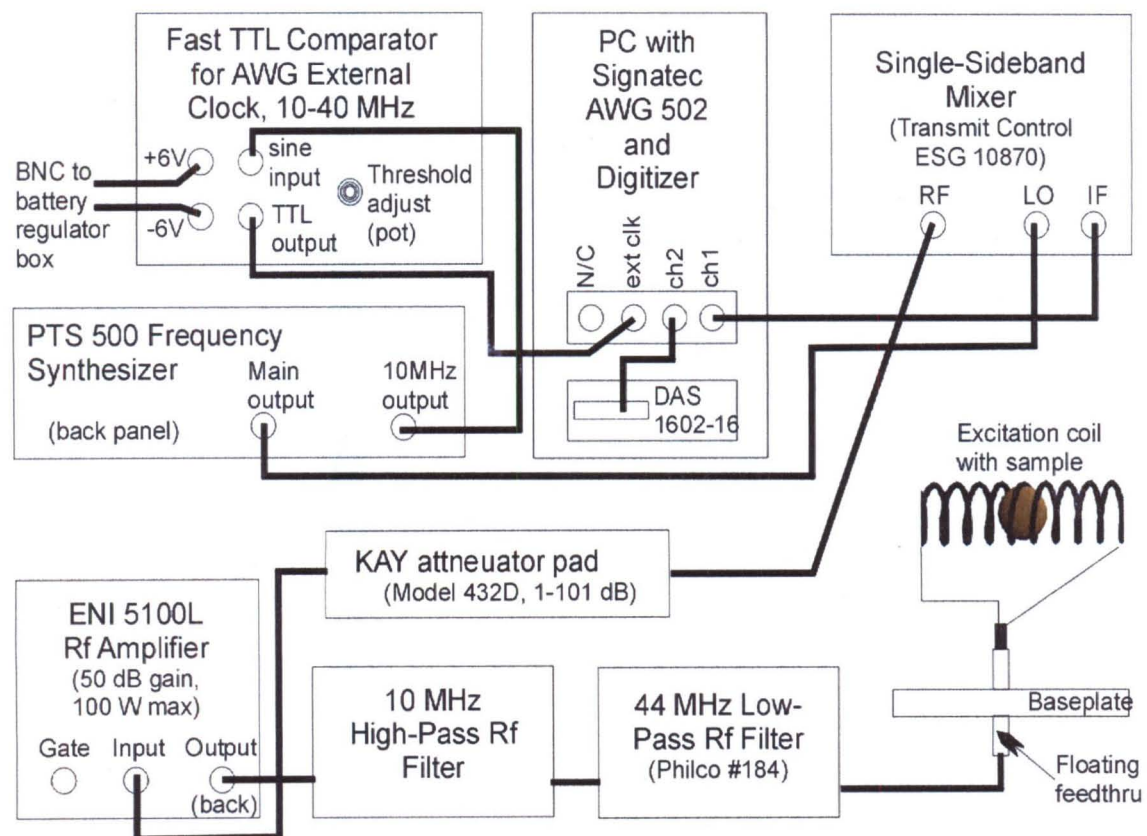 Fast TTL Comparator
for AWG External
Clock, 10-40 MHz
+6V
sine
input
BNC to
battery
regulator
box
-6V
TTL
output
Threshold
adjust
(pot)
PC with
Signatec
AWG 502
and
Digitizer
N/C
ext clk
ch2
ch1
DAS
1602-16
Single-Sideband
Mixer
(Transmit Control
ESG 10870)
RF
LO
IF
PTS 500 Frequency
Synthesizer
Main
output
10MHz
output
(back panel)
Excitation coil
with sample
KAY attneuator pad
(Model 432D, 1-101 dB)
ENI 5100L
Rf Amplifier
(50 dB gain,
100 W max)
Gate
Input
Output
(back)
10 MHz
High-Pass Rf
Filter
44 MHz Low-
Pass Rf Filter
(Philco #184)
Baseplate
Floating
feedthru